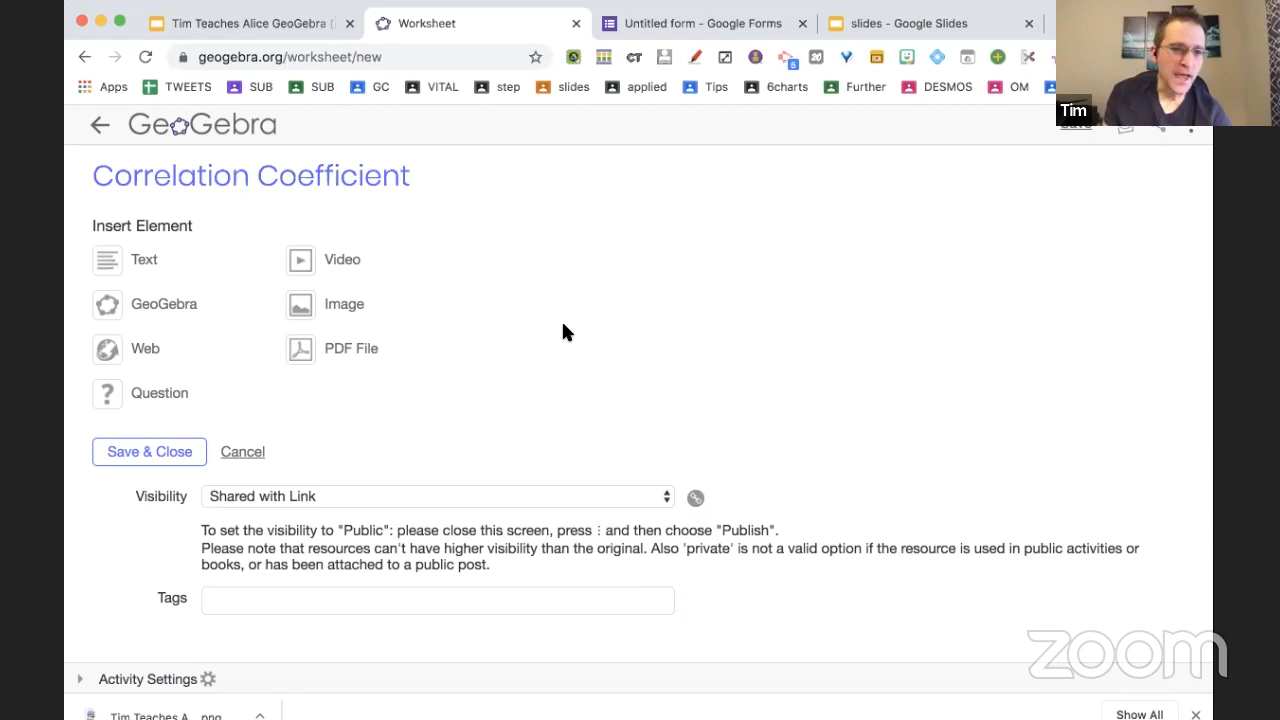 Tim Teaches Alice GeoGebra (
Worksheet
Untitled form - Google Forms
slides - Google Slides
geogebra.org/worksheet/new
Apps
TWEETS
SUB
SUB
GC
VITAL
step
slides
applied
Tips
6charts
Further
DESMOS
OM
Tim
GeoGebra
Save
Correlation Coefficient
Insert Element
Text
Video
GeoGebra
Image
Web
PDF File
Question
Save & Close
Cancel
Visibility
Shared with Link
To set the visibility to "Public": please close this screen, press ⋮ and then choose "Publish".
Please note that resources can't have higher visibility than the original. Also 'private' is not a valid option if the resource is used in public activities or
books, or has been attached to a public post.
Tags
zoom
Activity Settings
Tim Teaches A....png
Show All